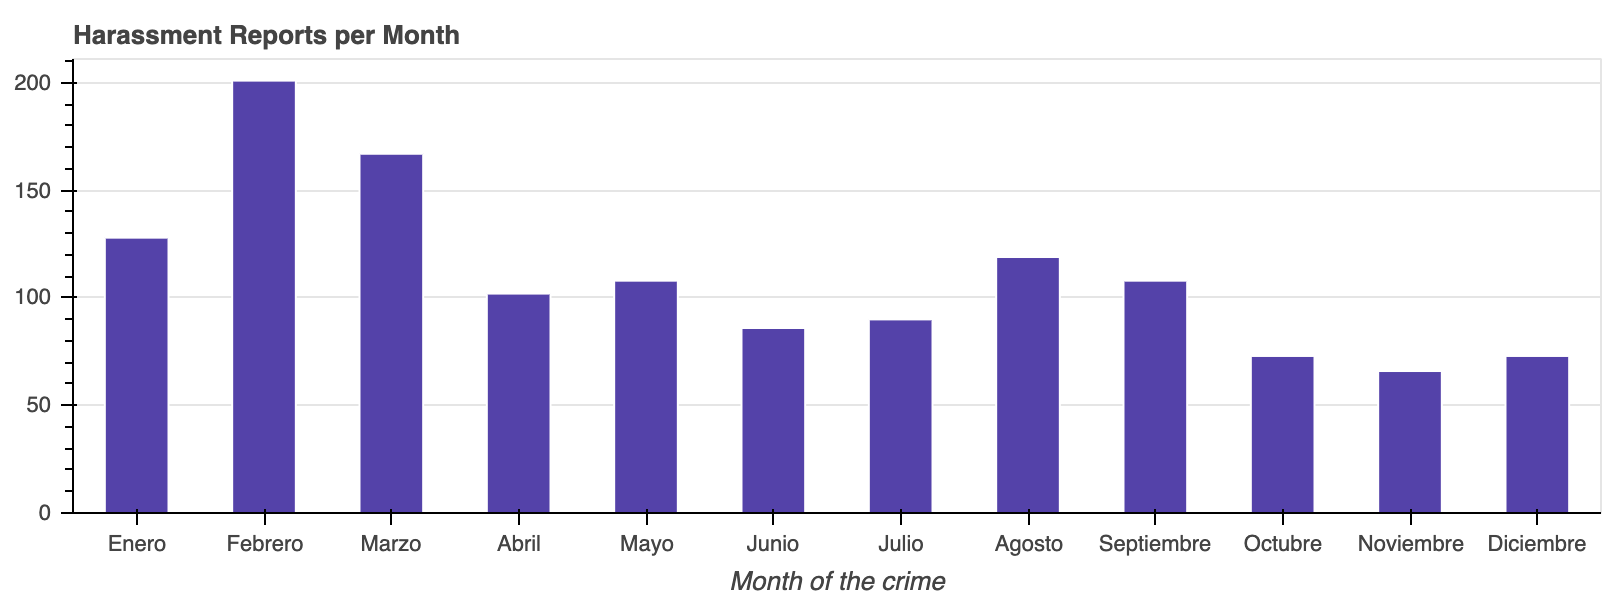 Harassment Reports per Month
200
150
100
50
0
Enero Febrero Marzo Abril Mayo Junio Julio Agosto Septiembre Octubre Noviembre Diciembre
Month of the crime